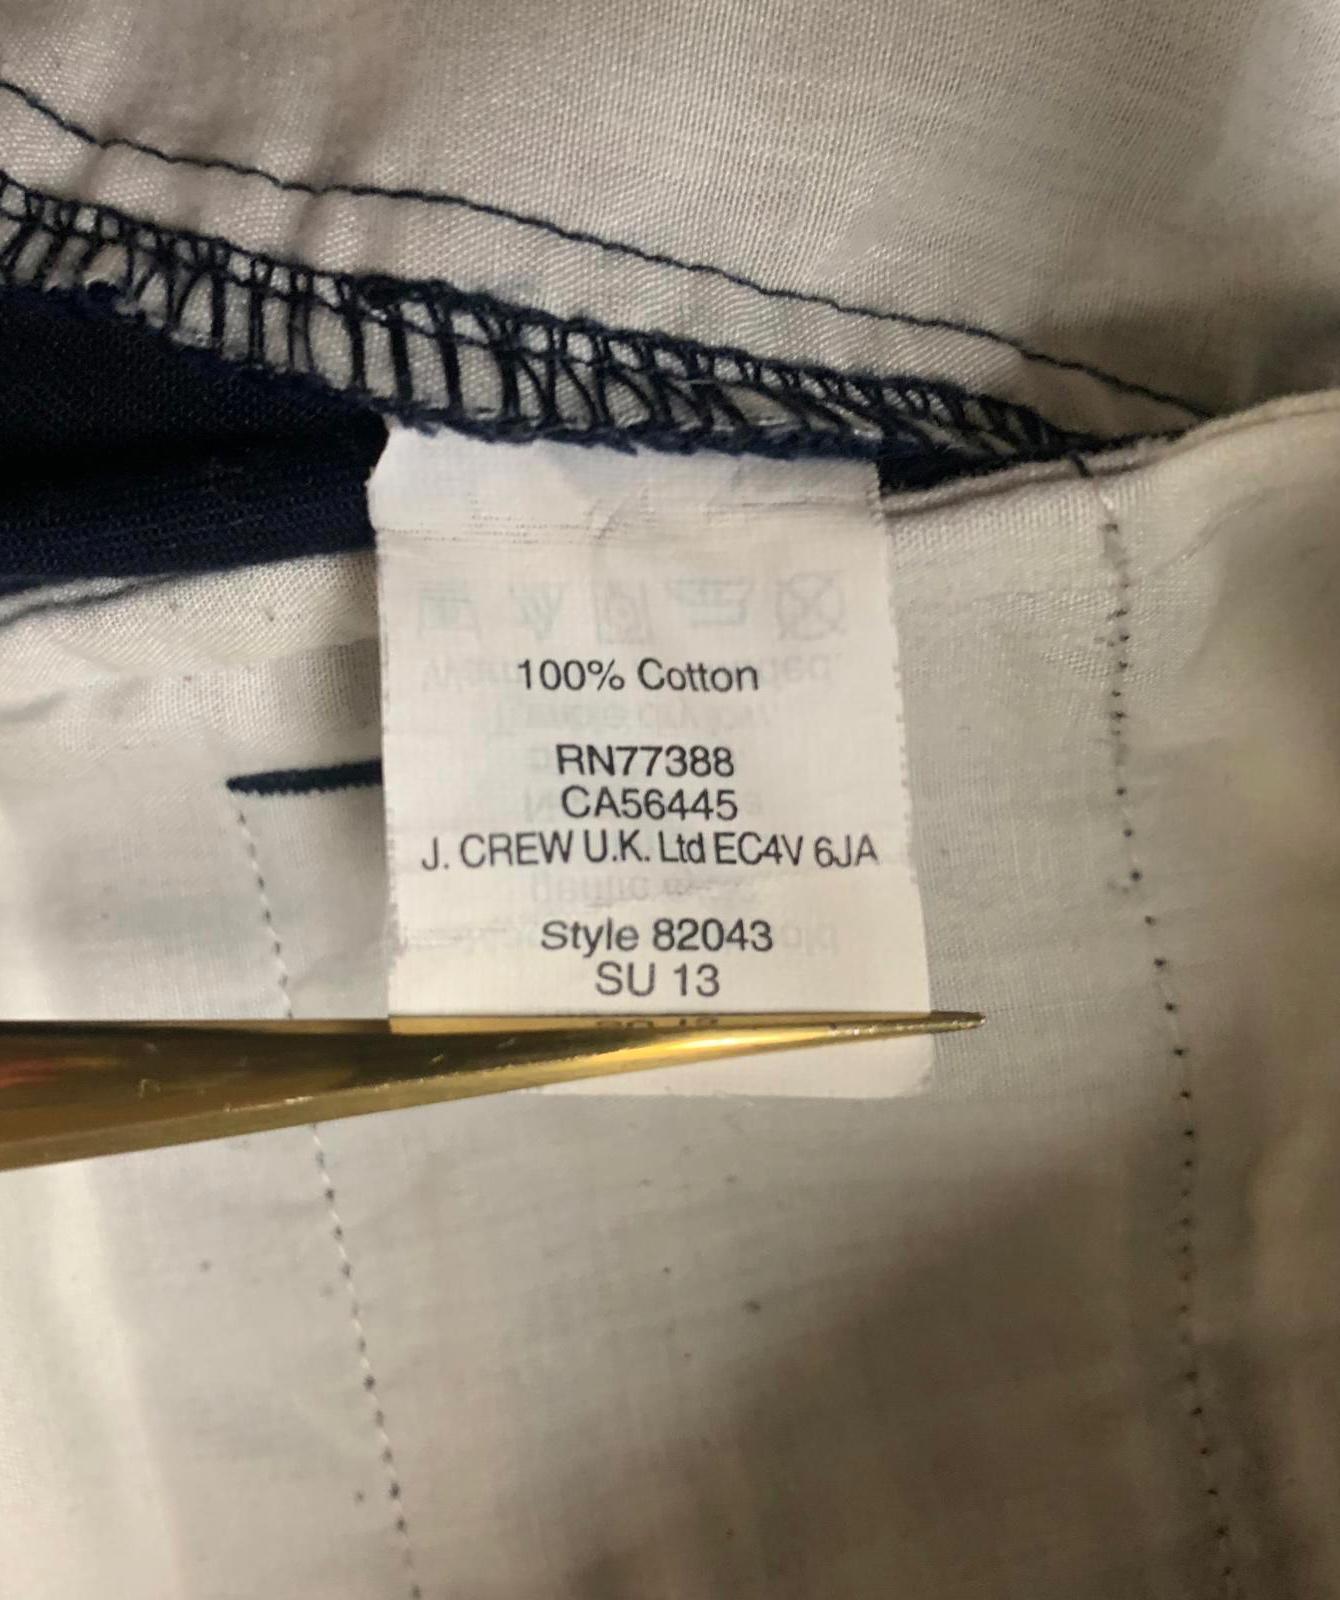 100% Cotton
RN77388
CA56445
J. CREW U.K. Ltd EC4V 6JA
Style 82043
SU 13